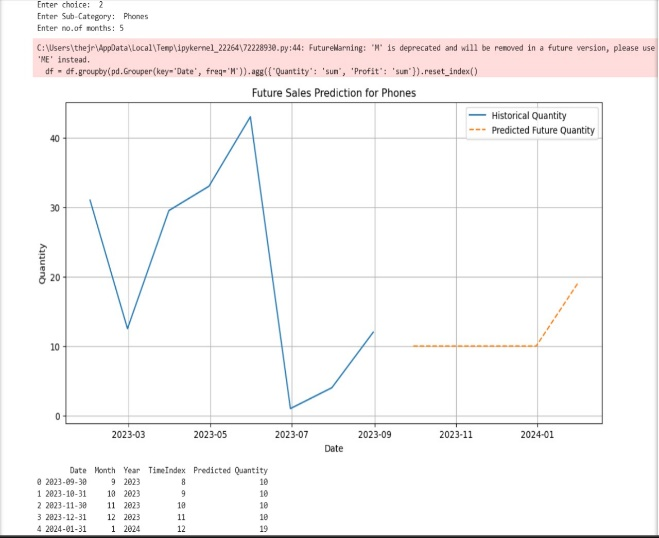 Enter choice: 2
Enter Sub-Category: Phones
Enter no.of months: 5
C:\Users\thejr\AppData\Local\Temp\ipykernel_22264\72228930.py:44: FutureWarning: 'M' is deprecated and will be removed in a future version, please use
'ME' instead.
df = df.groupby(pd.Grouper(key='Date', freq='M')).agg({'Quantity': 'sum', 'Profit': 'sum'}).reset_index()
Future Sales Prediction for Phones
Historical Quantity
Predicted Future Quantity
40
30
20
10
0
Quantity
2023-03 2023-05 2023-07 2023-09 2023-11 2024-01
Date
Date Month Year TimeIndex Predicted Quantity
0 2023-09-30 9 2023 8 10
1 2023-10-31 10 2023 9 10
2 2023-11-30 11 2023 10 10
3 2023-12-31 12 2023 11 10
4 2024-01-31 1 2024 12 19